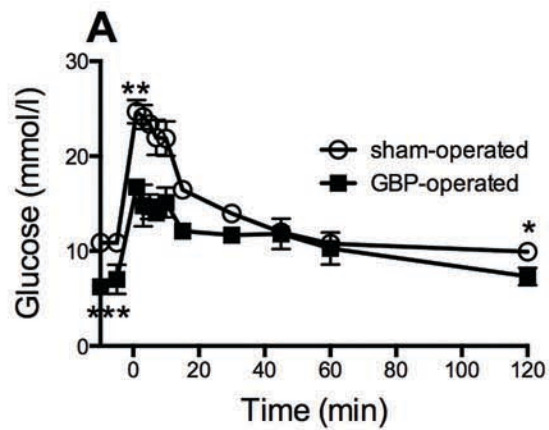 A
30
**
Glucose (mmol/l)
20
sham-operated
GBP-operated
*
10
***
0
0 20 40 60 80 100 120
Time (min)